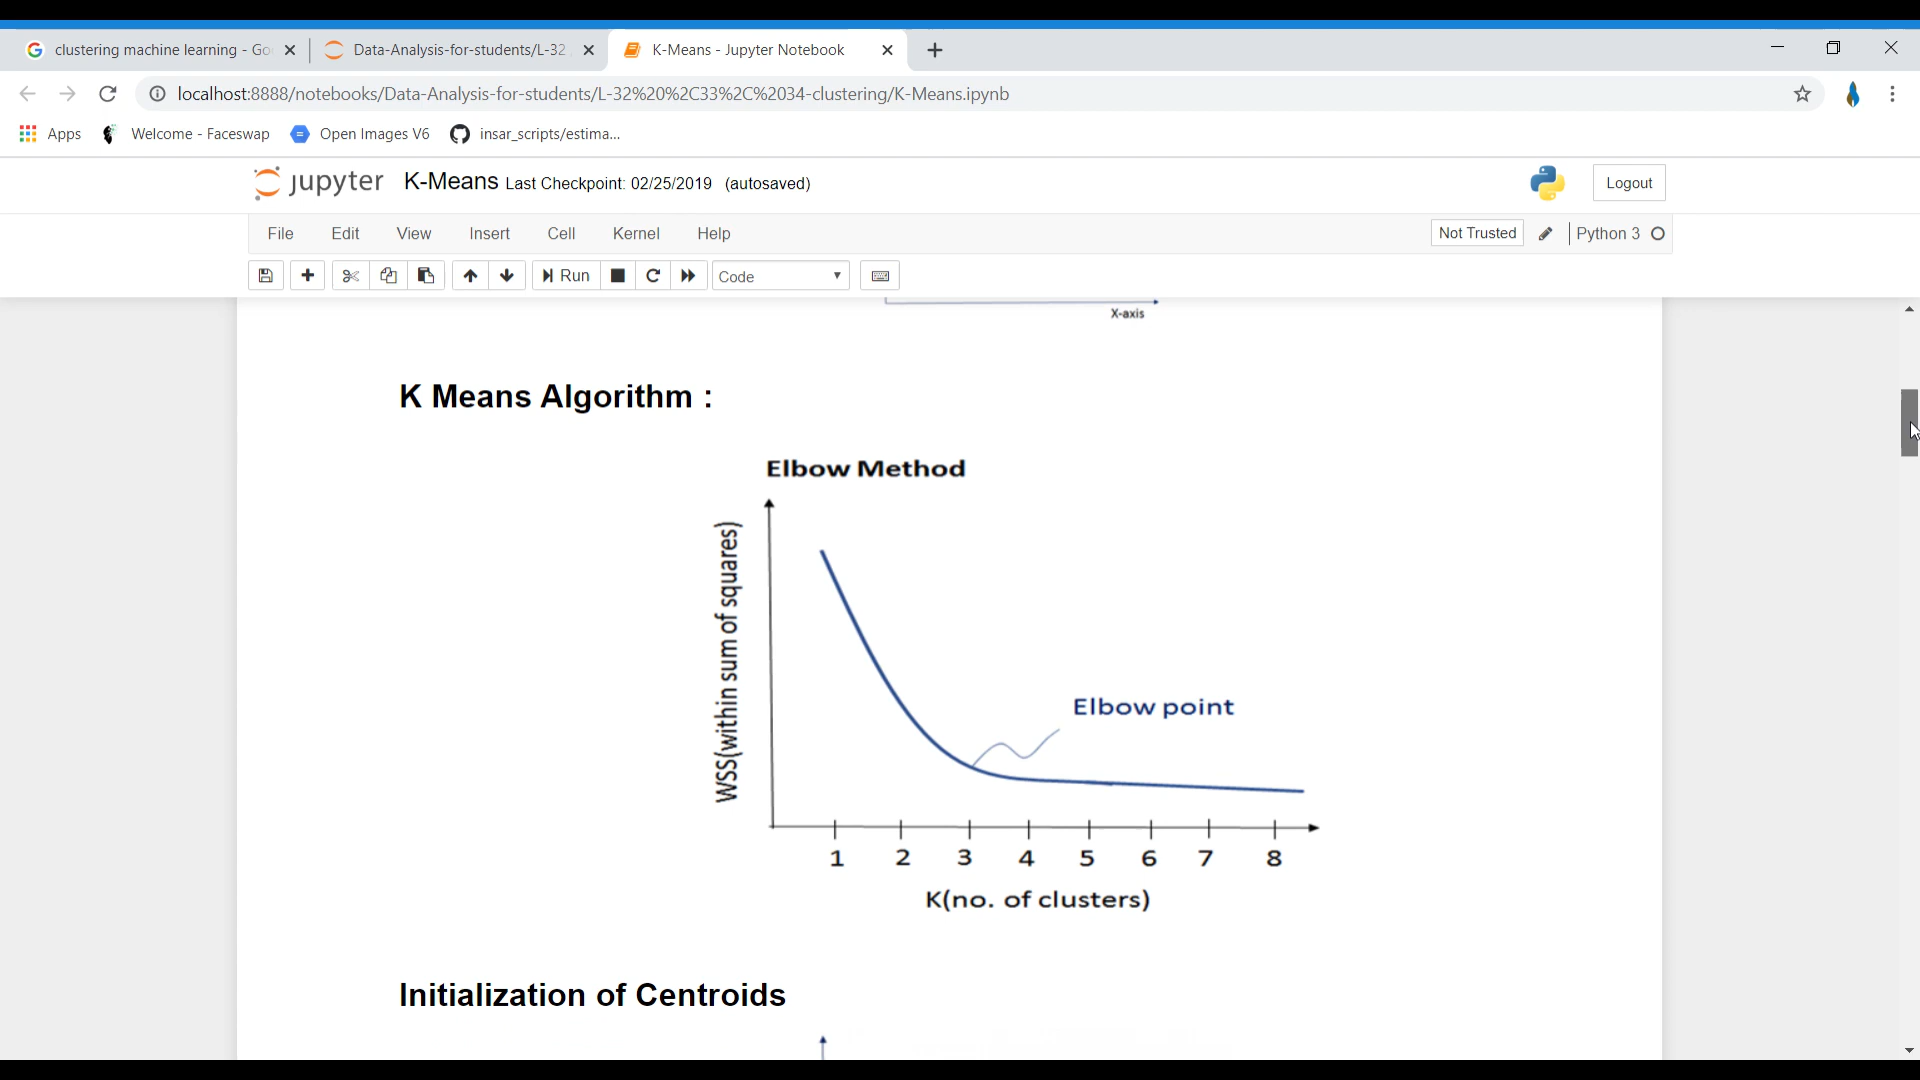 clustering machine learning - Go
Data-Analysis-for-students/L-32
K-Means - Jupyter Notebook
localhost:8888/notebooks/Data-Analysis-for-students/L-32%20%2C33%2C%2034-clustering/K-Means.ipynb
Apps
Welcome - Faceswap
Open Images V6
insar_scripts/estima...
jupyter
K-Means Last Checkpoint: 02/25/2019 (autosaved)
Logout
File Edit View Insert Cell Kernel Help
Not Trusted
Python 3
Run
Code
X-axis
K Means Algorithm :
Elbow Method
WSS(within sum of squares)
Elbow point
1 2 3 4 5 6 7 8
K(no. of clusters)
Initialization of Centroids